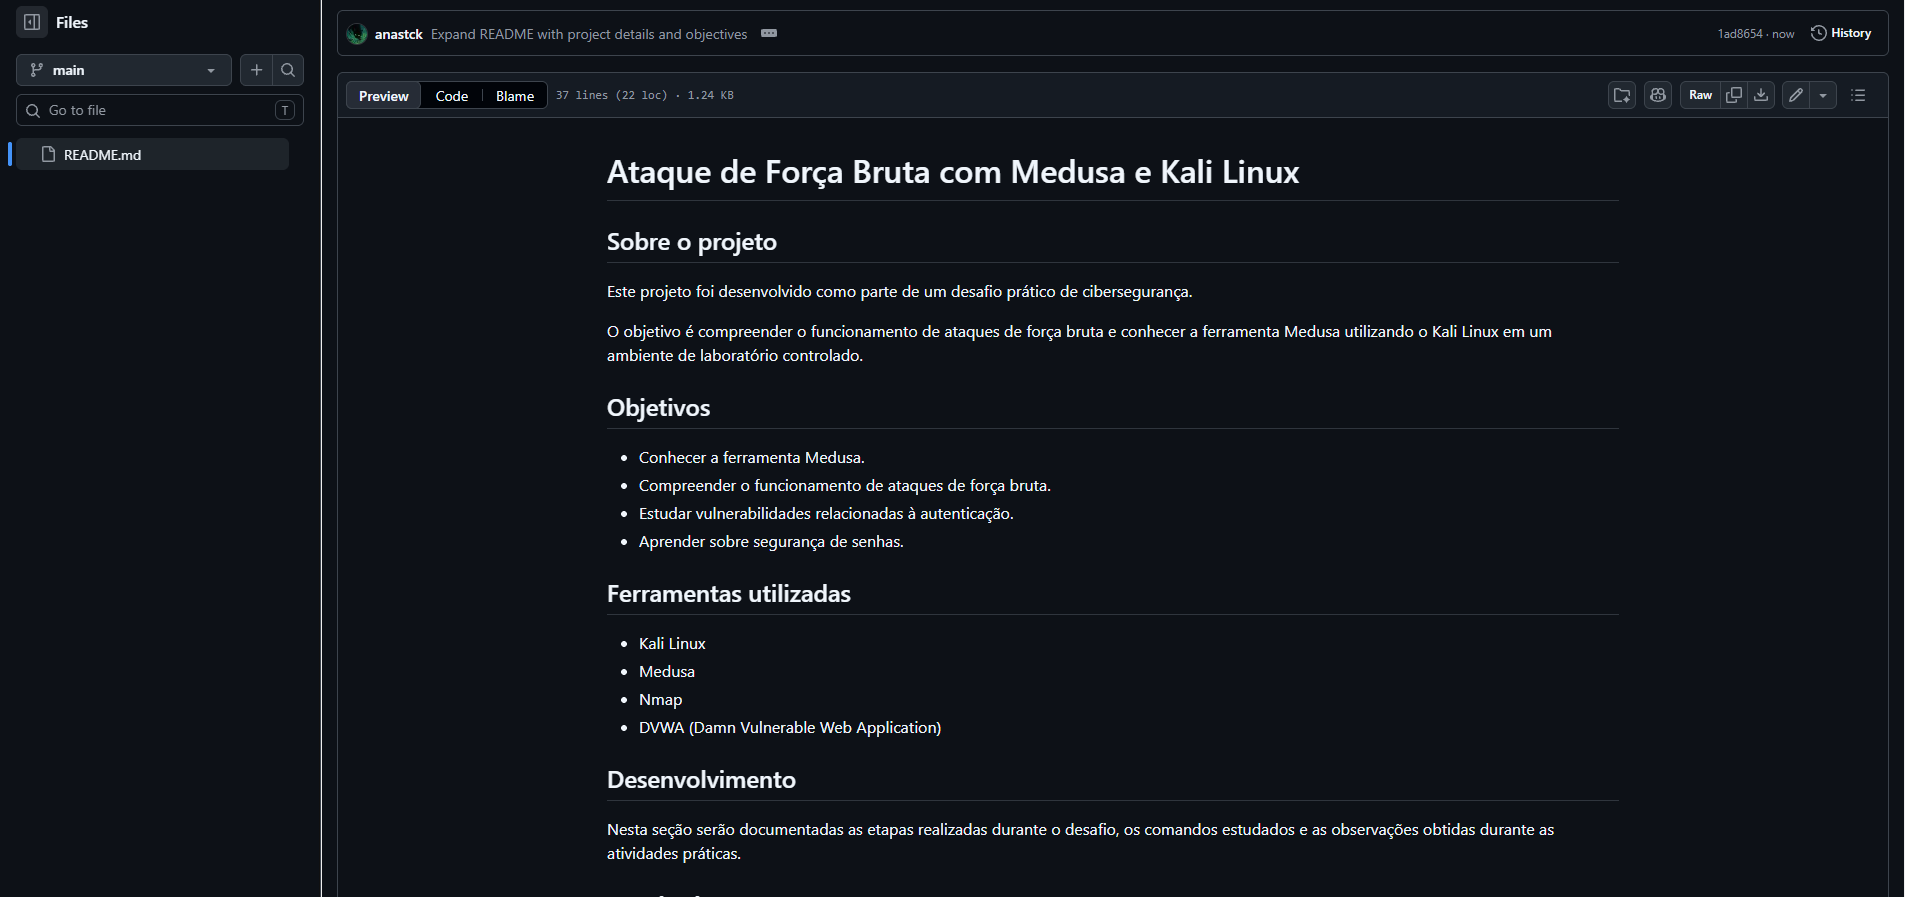 Files
main
Go to file
T
README.md
anastck Expand README with project details and objectives
1ad8654 · now
History
Preview
Code
Blame
37 lines (22 loc) · 1.24 KB
Raw
Ataque de Força Bruta com Medusa e Kali Linux
Sobre o projeto
Este projeto foi desenvolvido como parte de um desafio prático de cibersegurança.
O objetivo é compreender o funcionamento de ataques de força bruta e conhecer a ferramenta Medusa utilizando o Kali Linux em um
ambiente de laboratório controlado.
Objetivos
Conhecer a ferramenta Medusa.
Compreender o funcionamento de ataques de força bruta.
Estudar vulnerabilidades relacionadas à autenticação.
Aprender sobre segurança de senhas.
Ferramentas utilizadas
Kali Linux
Medusa
Nmap
DVWA (Damn Vulnerable Web Application)
Desenvolvimento
Nesta seção serão documentadas as etapas realizadas durante o desafio, os comandos estudados e as observações obtidas durante as
atividades práticas.